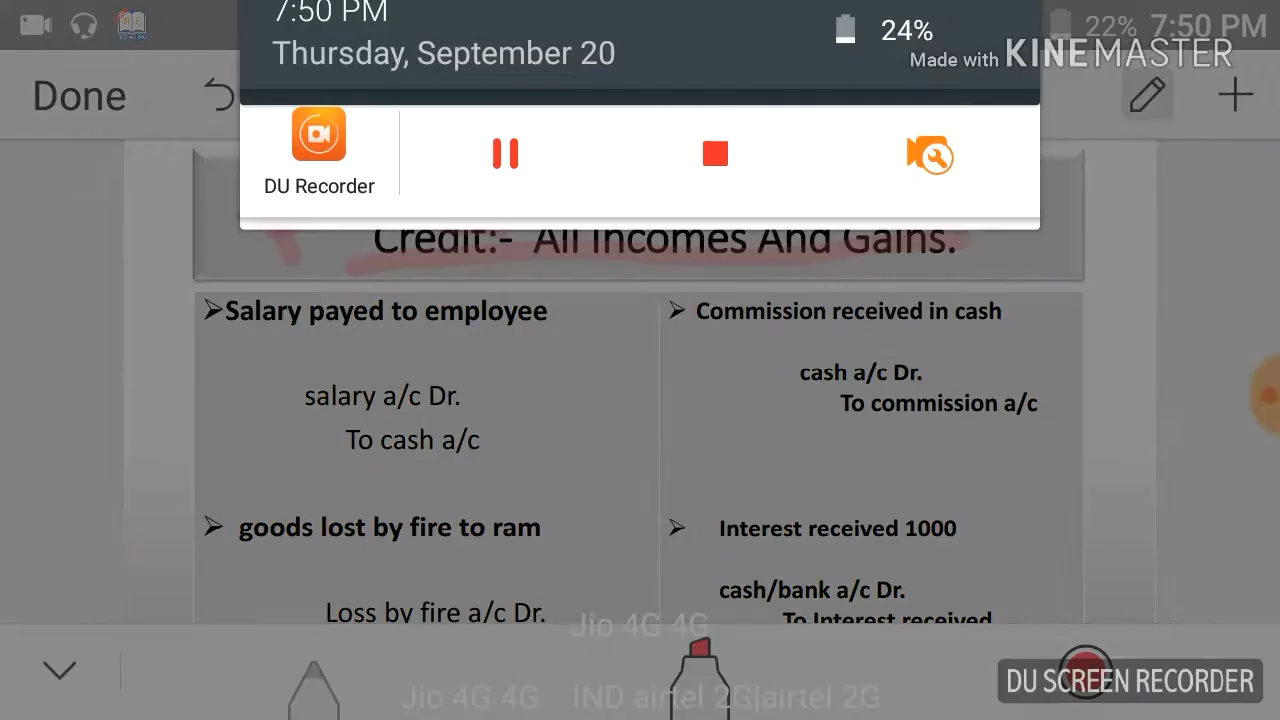 7:50 PM
Thursday, September 20
24%
22% 7:50 PM
Made with KINEMASTER
Done
DU Recorder
Credit:- All Incomes And Gains.
➢Salary payed to employee
salary a/c Dr.
To cash a/c
➢ goods lost by fire to ram
Loss by fire a/c Dr.
➢ Commission received in cash
cash a/c Dr.
To commission a/c
➢ Interest received 1000
cash/bank a/c Dr.
To Interest received
Jio 4G 4G
Jio 4G 4G IND airtel 2G|airtel 2G
DU SCREEN RECORDER